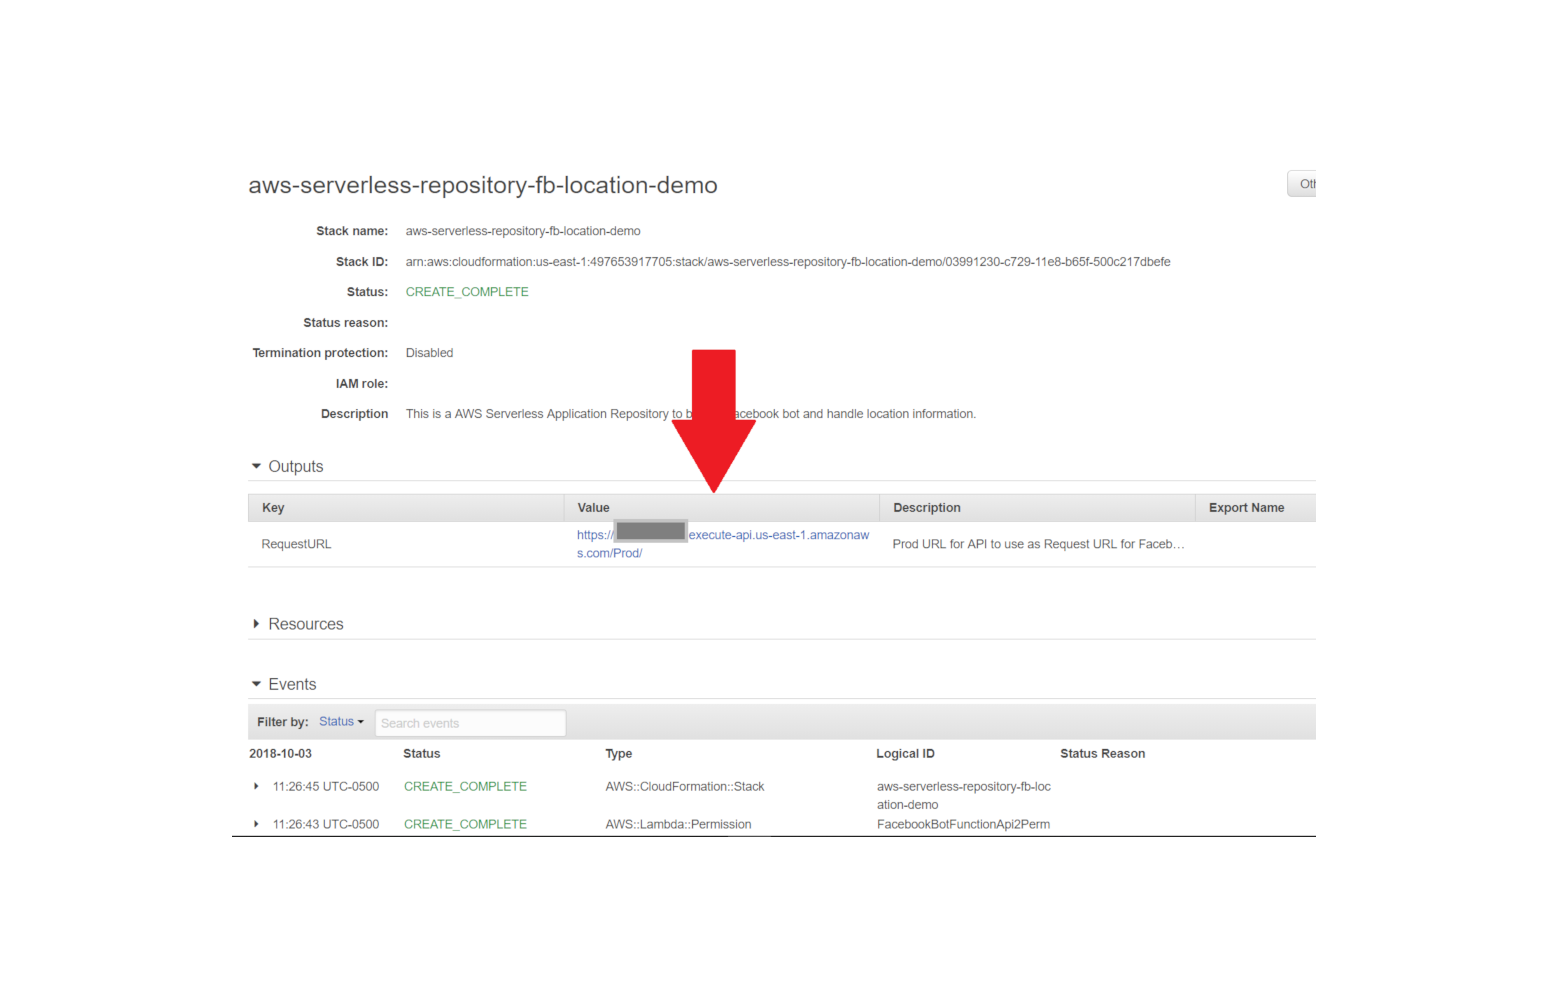 aws-serverless-repository-fb-location-demo
Stack name: aws-serverless-repository-fb-location-demo
Stack ID: arn:aws:cloudformation:us-east-1:497653917705:stack/aws-serverless-repository-fb-location-demo/03991230-c729-11e8-b65f-500c217dbefe
Status: CREATE_COMPLETE
Status reason:
Termination protection: Disabled
IAM role:
Description This is a AWS Serverless Application Repository to b acebook bot and handle location information.
Outputs
Key Value Description Export Name
RequestURL https:// execute-api.us-east-1.amazonaw Prod URL for API to use as Request URL for Faceb…
s.com/Prod/
Resources
Events
Filter by: Status Search events
2018-10-03 Status Type Logical ID Status Reason
11:26:45 UTC-0500 CREATE_COMPLETE AWS::CloudFormation::Stack aws-serverless-repository-fb-loc
ation-demo
11:26:43 UTC-0500 CREATE_COMPLETE AWS::Lambda::Permission FacebookBotFunctionApi2Perm